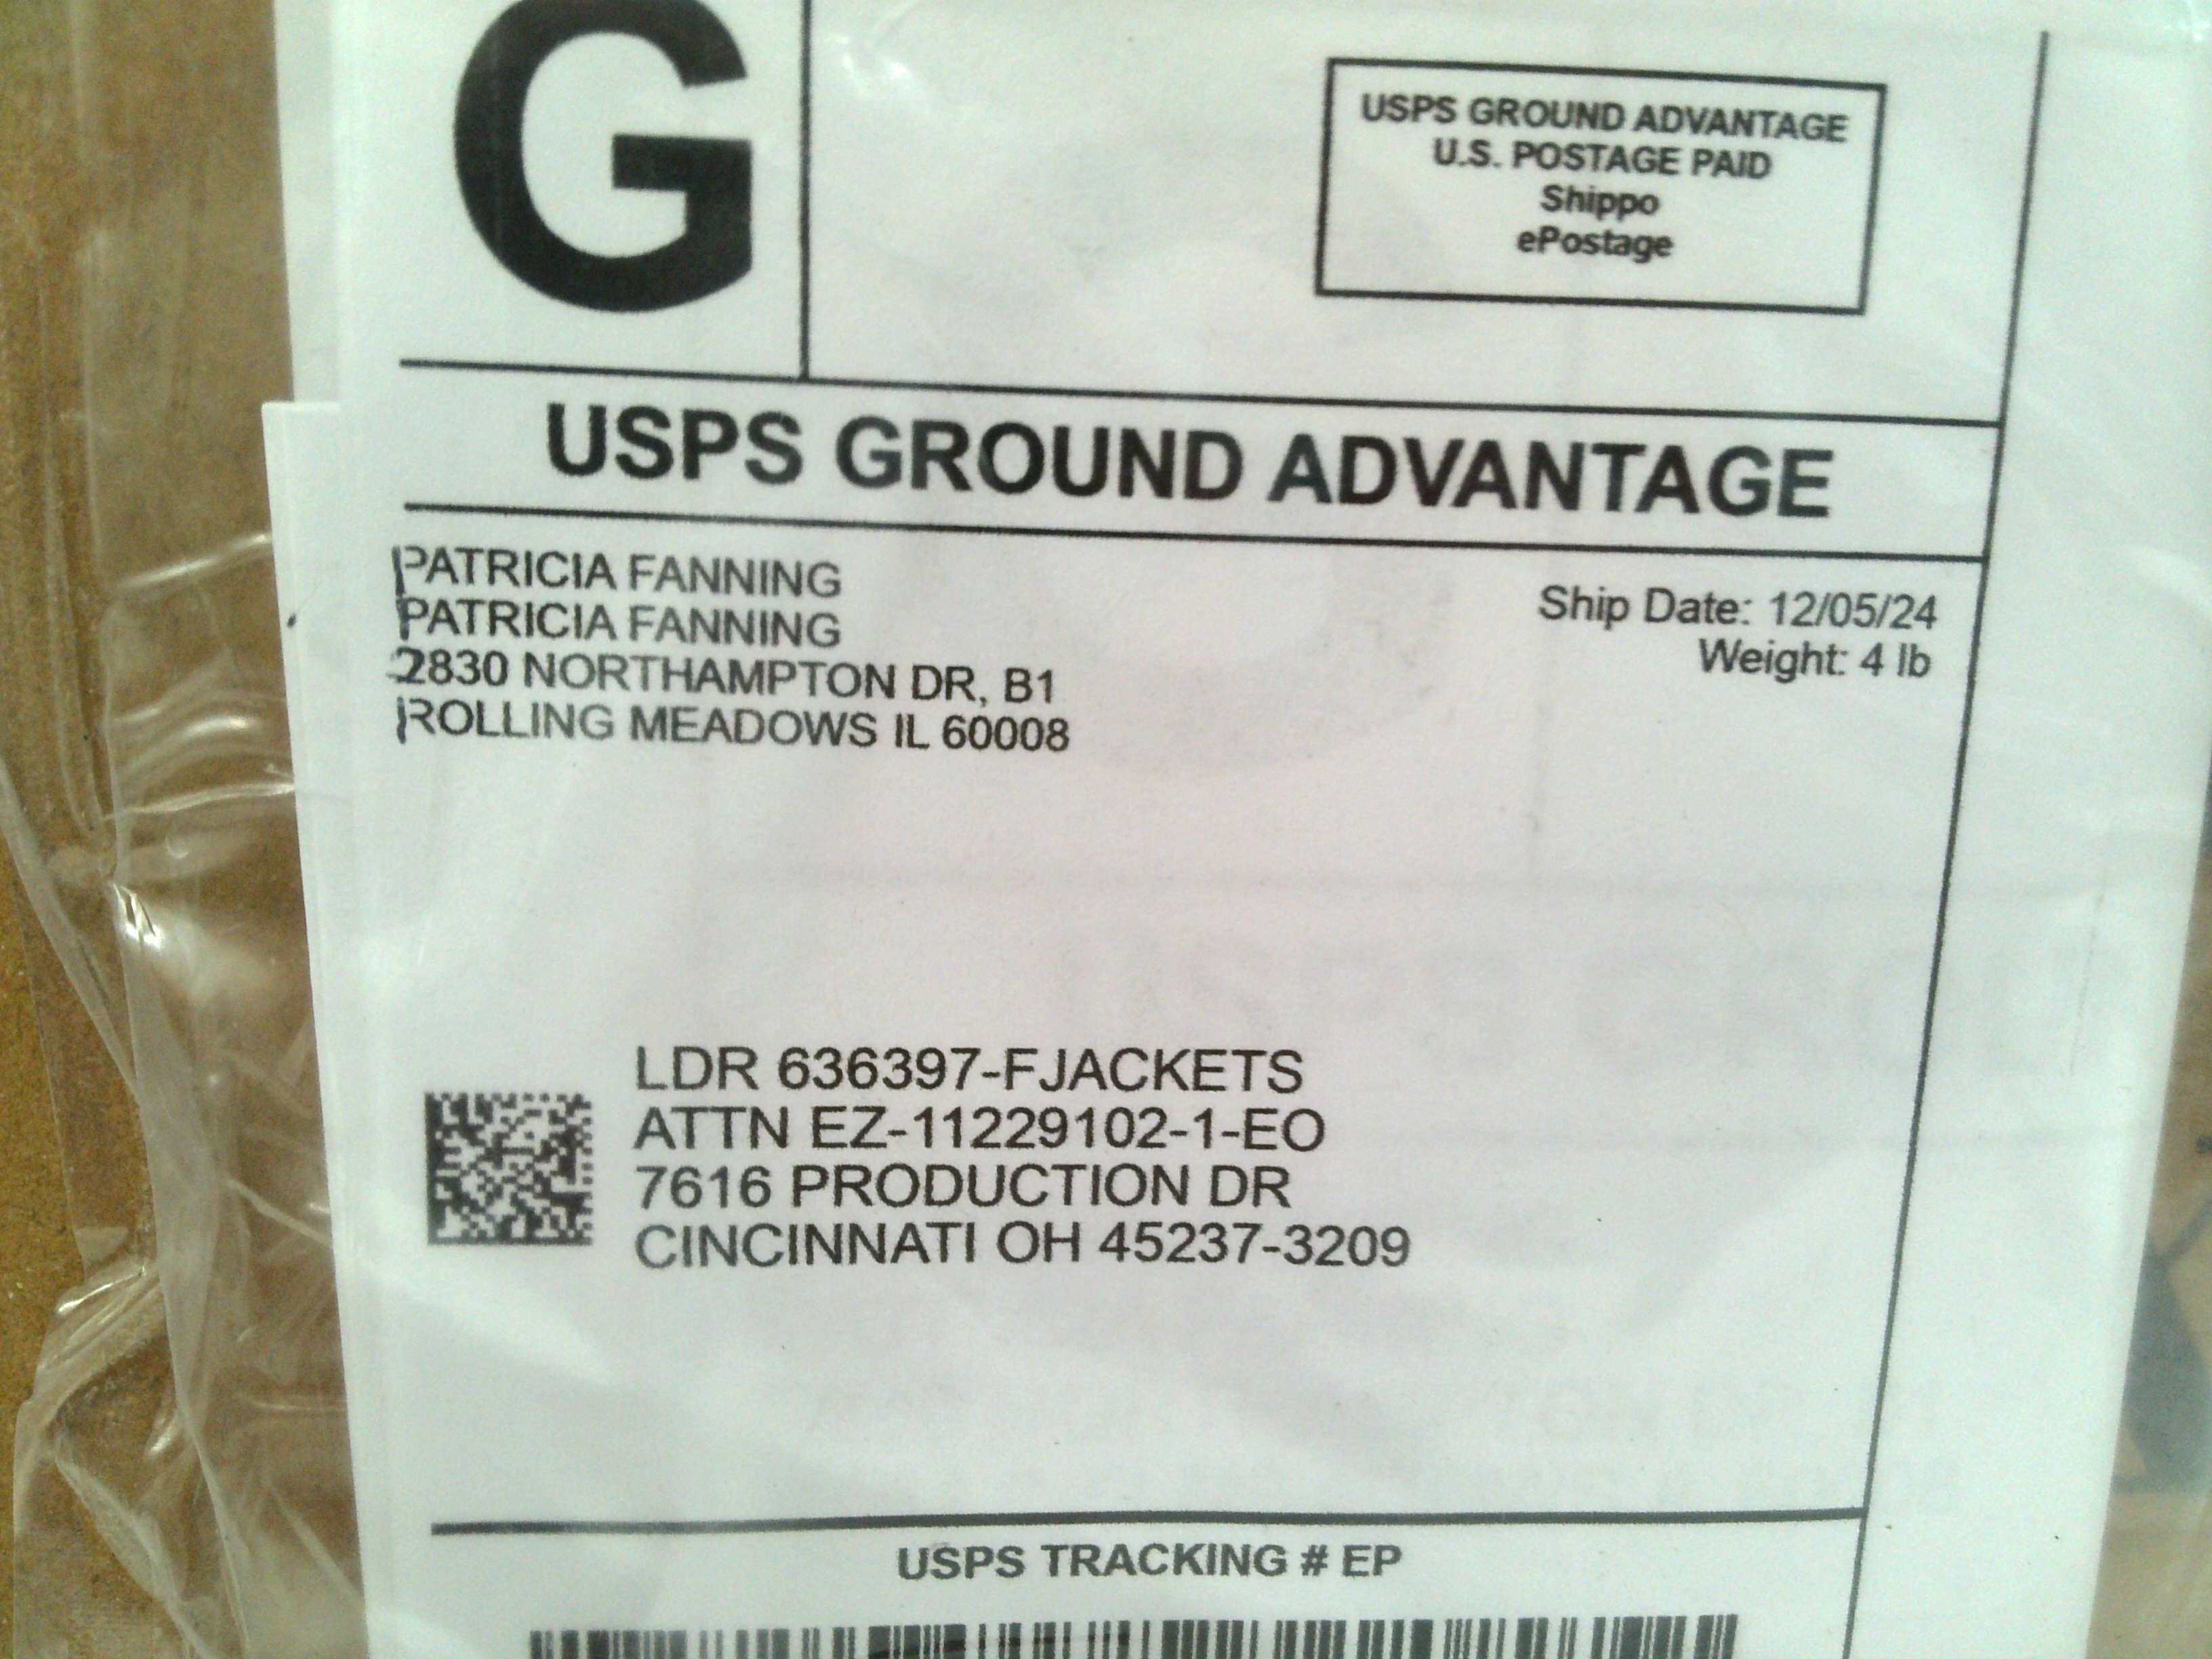 G
USPS GROUND ADVANTAGE
U.S. POSTAGE PAID
Shippo
ePostage
USPS GROUND ADVANTAGE
PATRICIA FANNING
PATRICIA FANNING
2830 NORTHAMPTON DR, B1
ROLLING MEADOWS IL 60008
Ship Date: 12/05/24
Weight: 4 lb
LDR 636397-FJACKETS
ATTN EZ-11229102-1-EO
7616 PRODUCTION DR
CINCINNATI OH 45237-3209
USPS TRACKING # EP